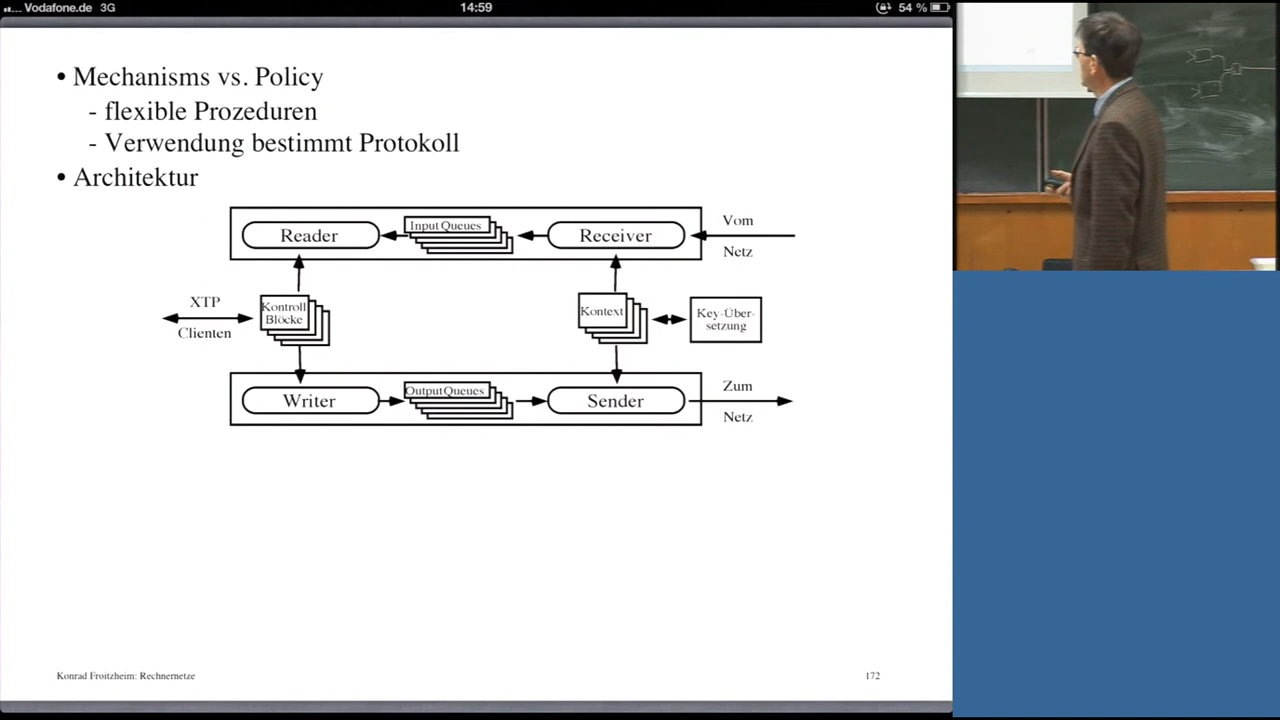 Vodafone.de 3G 14:59 54 %
• Mechanisms vs. Policy
- flexible Prozeduren
- Verwendung bestimmt Protokoll
• Architektur
Reader
Input Queues
Receiver
Vom
Netz
XTP
Clienten
Kontroll
Blöcke
Kontext
Key-Über-
setzung
Writer
Output Queues
Sender
Zum
Netz
Konrad Froitzheim: Rechnernetze 172